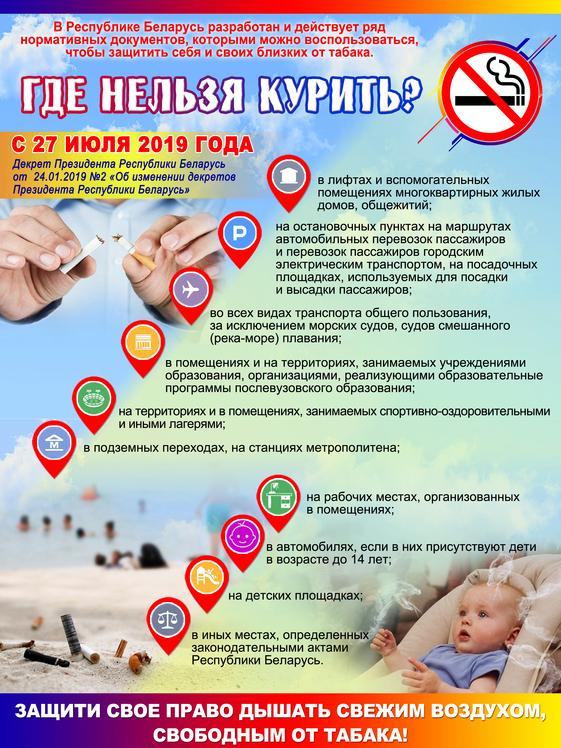 В Республике Беларусь разработан и действует ряд
нормативных документов, которыми можно воспользоваться,
чтобы защитить себя и своих близких от табака.
ГДЕ НЕЛЬЗЯ КУРИТЬ?
С 27 ИЮЛЯ 2019 ГОДА
Декрет Президента Республики Беларусь
от 24.01.2019 №2 «Об изменении декретов
Президента Республики Беларусь»
в лифтах и вспомогательных
помещениях многоквартирных жилых
домов, общежитий;
P
на остановочных пунктах на маршрутах
автомобильных перевозок пассажиров
и перевозок пассажиров городским
электрическим транспортом, на посадочных
площадках, используемых для посадки
и высадки пассажиров;
во всех видах транспорта общего пользования,
за исключением морских судов, судов смешанного
(река-море) плавания;
в помещениях и на территориях, занимаемых учреждениями
образования, организациями, реализующими образовательные
программы послевузовского образования;
на территориях и в помещениях, занимаемых спортивно-оздоровительными
и иными лагерями;
М
в подземных переходах, на станциях метрополитена;
на рабочих местах, организованных
в помещениях;
в автомобилях, если в них присутствуют дети
в возрасте до 14 лет;
на детских площадках;
в иных местах, определенных
законодательными актами
Республики Беларусь.
ЗАЩИТИ СВОЕ ПРАВО ДЫШАТЬ СВЕЖИМ ВОЗДУХОМ,
СВОБОДНЫМ ОТ ТАБАКА!